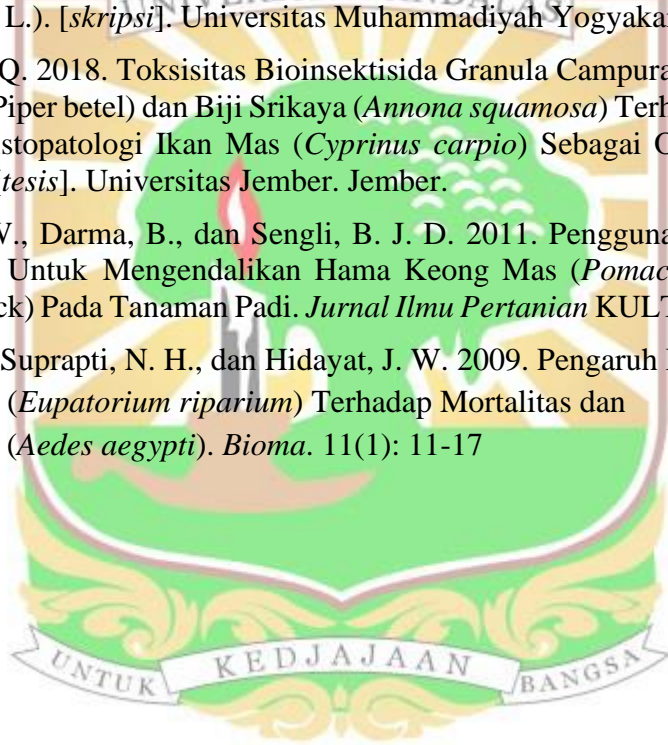 L.). [skripsi]. Universitas Muhammadiyah Yogyaka
Q. 2018. Toksisitas Bioinsektisida Granula Campura
Piper betel) dan Biji Srikaya (Annona squamosa) Terh
stopatologi Ikan Mas (Cyprinus carpio) Sebagai
tesis]. Universitas Jember. Jember.
V., Darma, B., dan Sengli, B. J. D. 2011. Pengguna
Untuk Mengendalikan Hama Keong Mas (Pomac
ck) Pada Tanaman Padi. Jurnal Ilmu Pertanian KULT
Suprapti, N. H., dan Hidayat, J. W. 2009. Pengaruh
(Eupatorium riparium) Terhadap Mortalitas dan
(Aedes aegypti). Bioma. 11(1): 11-17
UNTUK KEDJAJAAN BANGSA